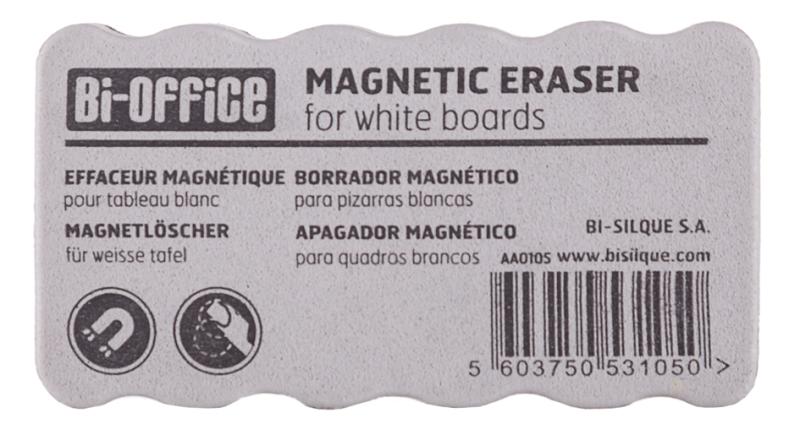 Bi-OFFiCE
MAGNETIC ERASER
for white boards
EFFACEUR MAGNÉTIQUE
pour tableau blanc
BORRADOR MAGNÉTICO
para pizarras blancas
MAGNETLÖSCHER
für weisse tafel
APAGADOR MAGNÉTICO
para quadros brancos
BI-SILQUE S.A.
AA0105 www.bisilque.com
5 603750 531050 >